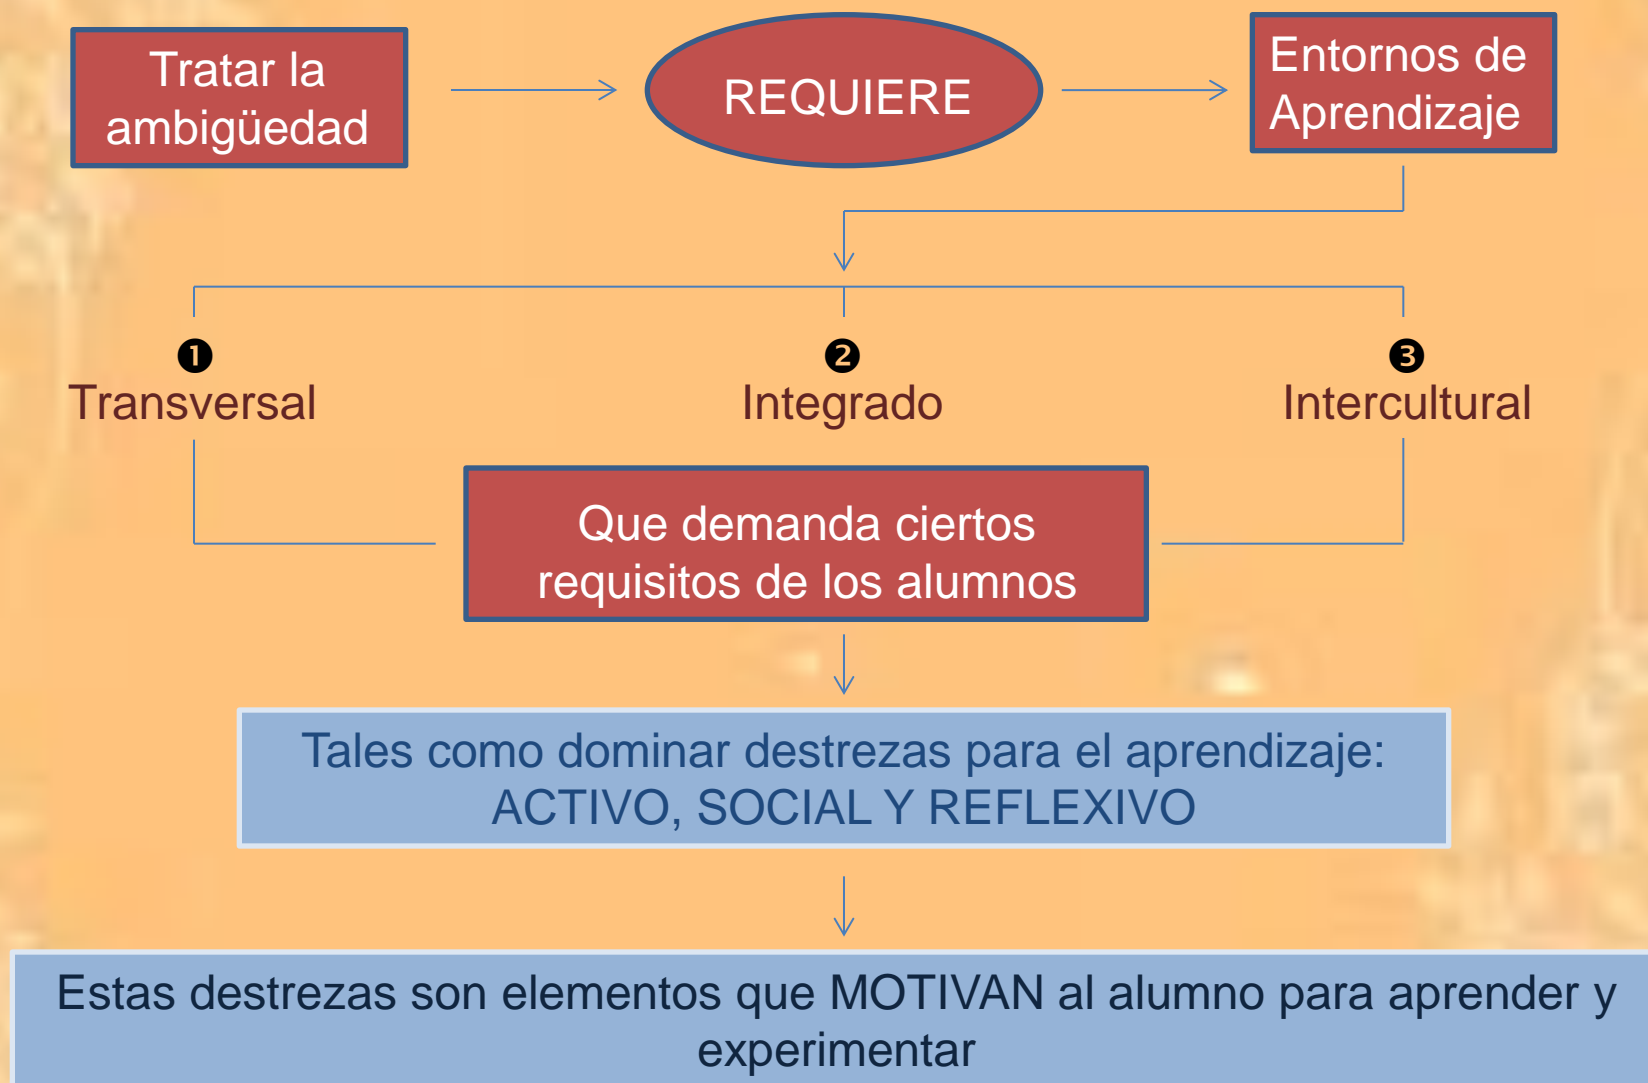 Tratar la
ambigüedad
REQUIERE
Entornos de
Aprendizaje
❶
Transversal
❷
Integrado
❸
Intercultural
Que demanda ciertos
requisitos de los alumnos
Tales como dominar destrezas para el aprendizaje:
ACTIVO, SOCIAL Y REFLEXIVO
Estas destrezas son elementos que MOTIVAN al alumno para aprender y
experimentar